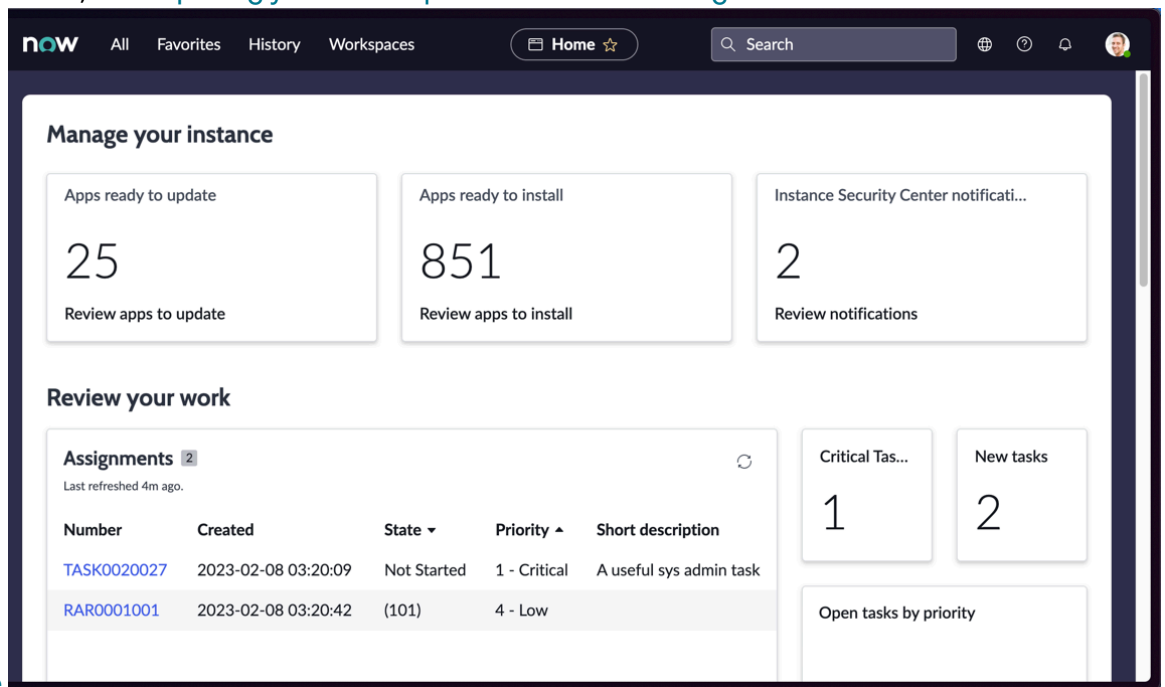 now All Favorites History Workspaces Home Search
Manage your instance
Apps ready to update
25
Review apps to update
Apps ready to install
851
Review apps to install
Instance Security Center notificati...
2
Review notifications
Review your work
Assignments 2
Last refreshed 4m ago.
Number Created State Priority Short description
TASK0020027 2023-02-08 03:20:09 Not Started 1 - Critical A useful sys admin task
RAR0001001 2023-02-08 03:20:42 (101) 4 - Low
Critical Tas...
1
New tasks
2
Open tasks by priority